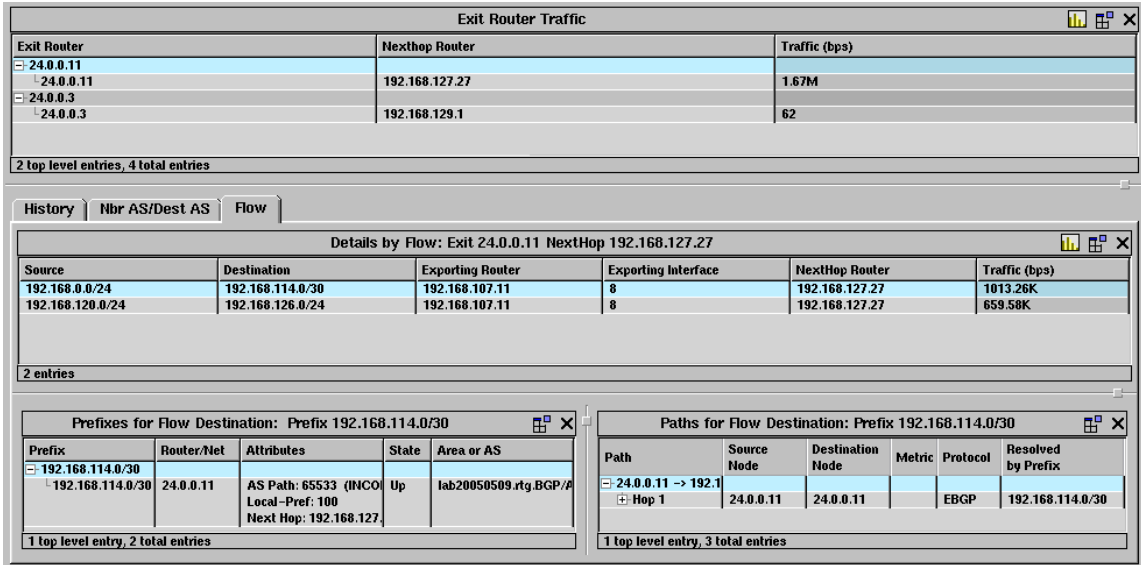 Exit Router Traffic
Exit Router Nexthop Router Traffic (bps)
24.0.0.11
24.0.0.11 192.168.127.27 1.67M
24.0.0.3
24.0.0.3 192.168.129.1 62
2 top level entries, 4 total entries
History Nbr AS/Dest AS Flow
Details by Flow: Exit 24.0.0.11 NextHop 192.168.127.27
Source Destination Exporting Router Exporting Interface NextHop Router Traffic (bps)
192.168.0.0/24 192.168.114.0/30 192.168.107.11 8 192.168.127.27 1013.26K
192.168.120.0/24 192.168.126.0/24 192.168.107.11 8 192.168.127.27 659.58K
2 entries
Prefixes for Flow Destination: Prefix 192.168.114.0/30
Prefix Router/Net Attributes State Area or AS
192.168.114.0/30
192.168.114.0/30 24.0.0.11 AS Path: 65533 (INCO Up lab20050509.rtg.BGP/A
Local-Pref: 100
Next Hop: 192.168.127.
1 top level entry, 2 total entries
Paths for Flow Destination: Prefix 192.168.114.0/30
Path Source Node Destination Node Metric Protocol Resolved by Prefix
24.0.0.11 -> 192.1
Hop 1 24.0.0.11 24.0.0.11 EBGP 192.168.114.0/30
1 top level entry, 3 total entries